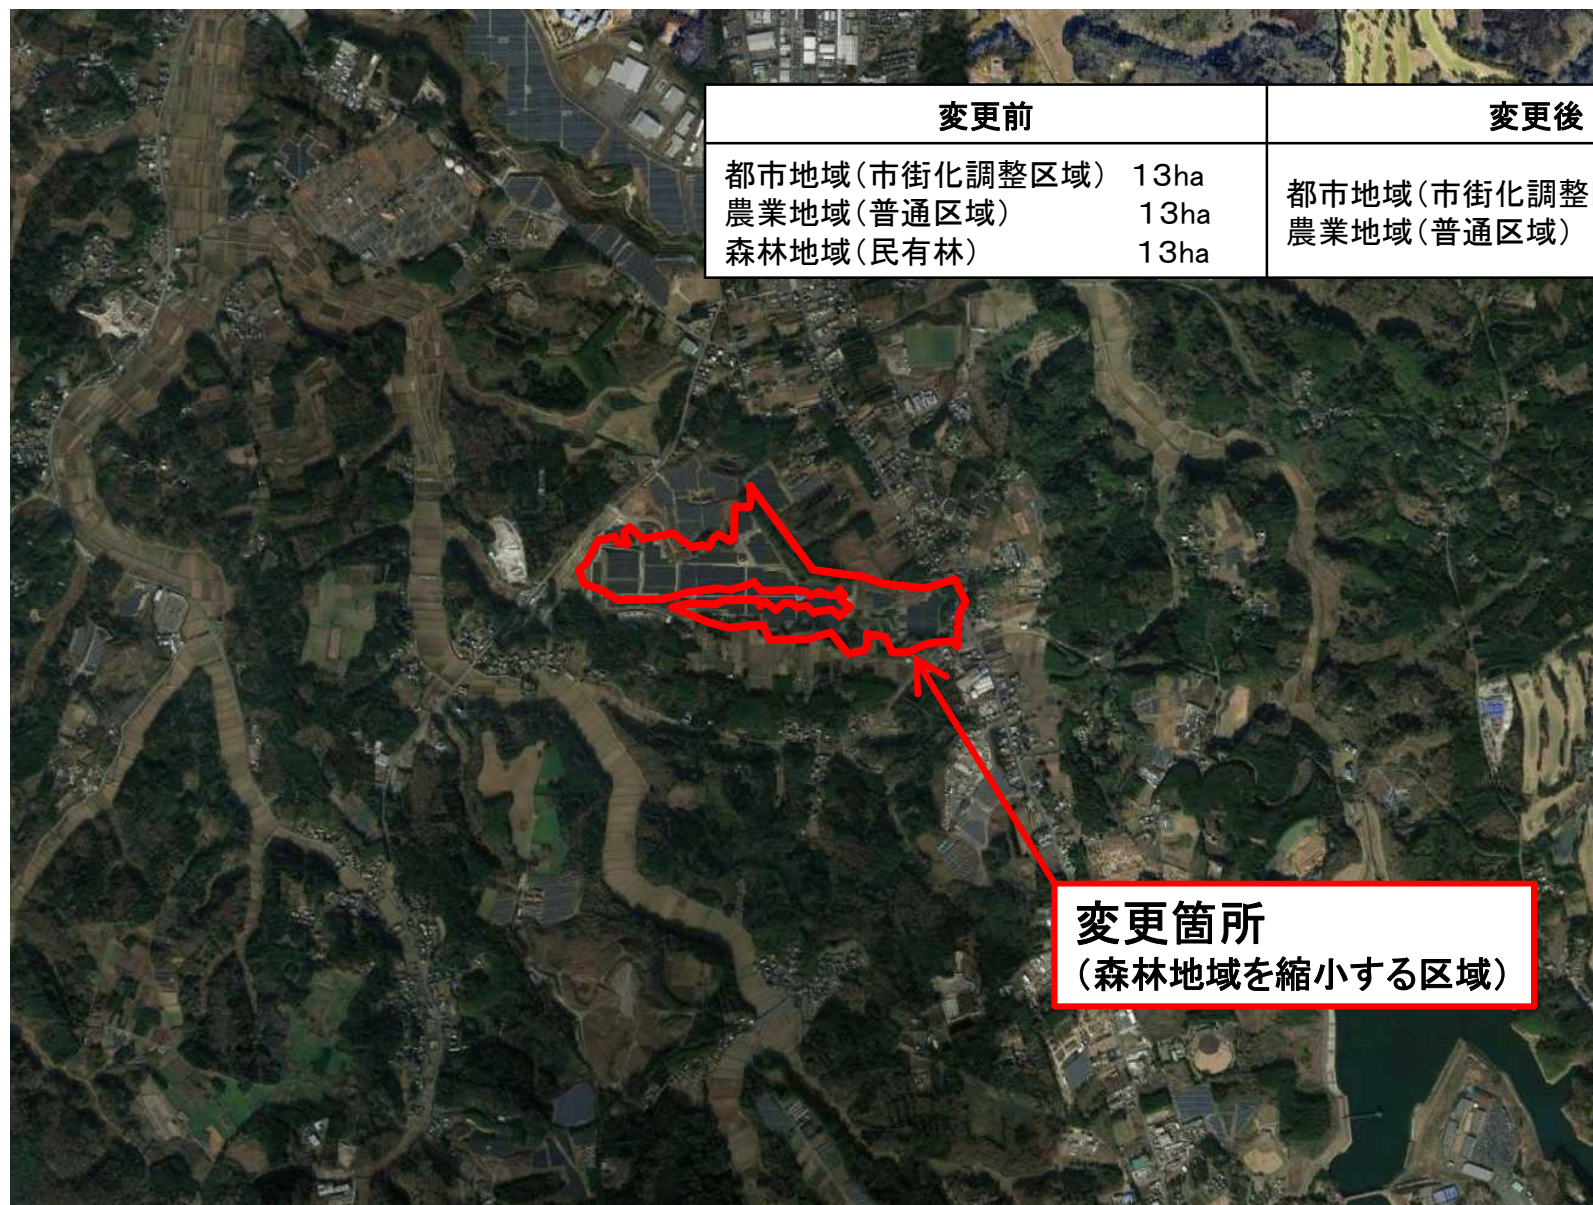 変更前
都市地域(市街化調整区域) 13ha
農業地域(普通区域) 13ha
森林地域(民有林) 13ha
変更後
都市地域(市街化調整
農業地域(普通区域)
変更箇所
(森林地域を縮小する区域)